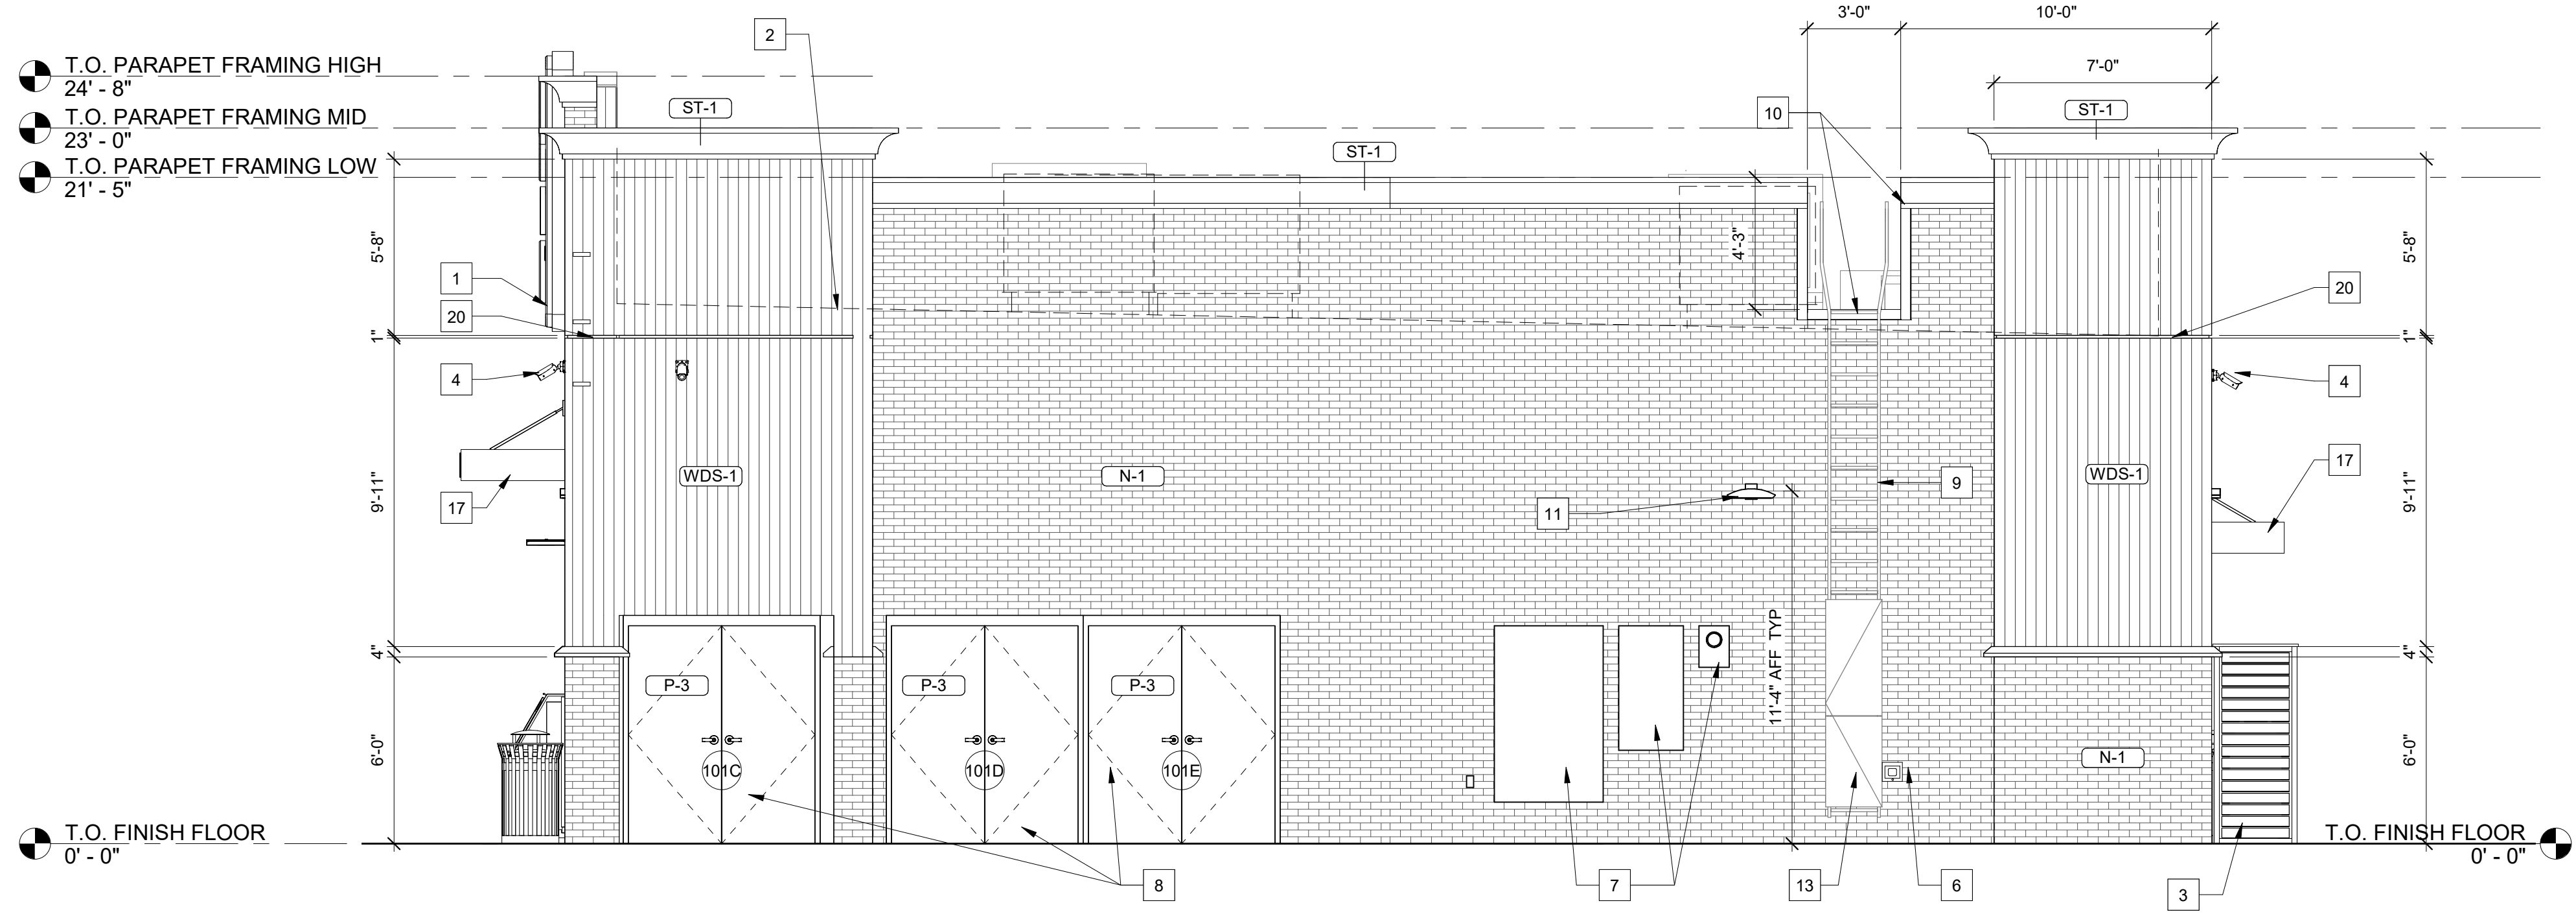 3'-0"
10'-0"
2
T.O. PARAPET FRAMING HIGH
24' - 8"
7'-0"
ST-1
ST-1
10
T.O. PARAPET FRAMING MID
23' - 0"
ST-1
T.O. PARAPET FRAMING LOW
21' - 5"
5'-8"
4'-3"
5'-8"
1
20
20
1"
1"
4
4
9'-11"
WDS-1
N-1
WDS-1
9'-11"
17
17
9
11
11'-4" AFF TYP
4"
4"
P-3
P-3
P-3
6'-0"
6'-0"
101C
101D
101E
N-1
T.O. FINISH FLOOR
0' - 0"
T.O. FINISH FLOOR
0' - 0"
8
7
13
6
3